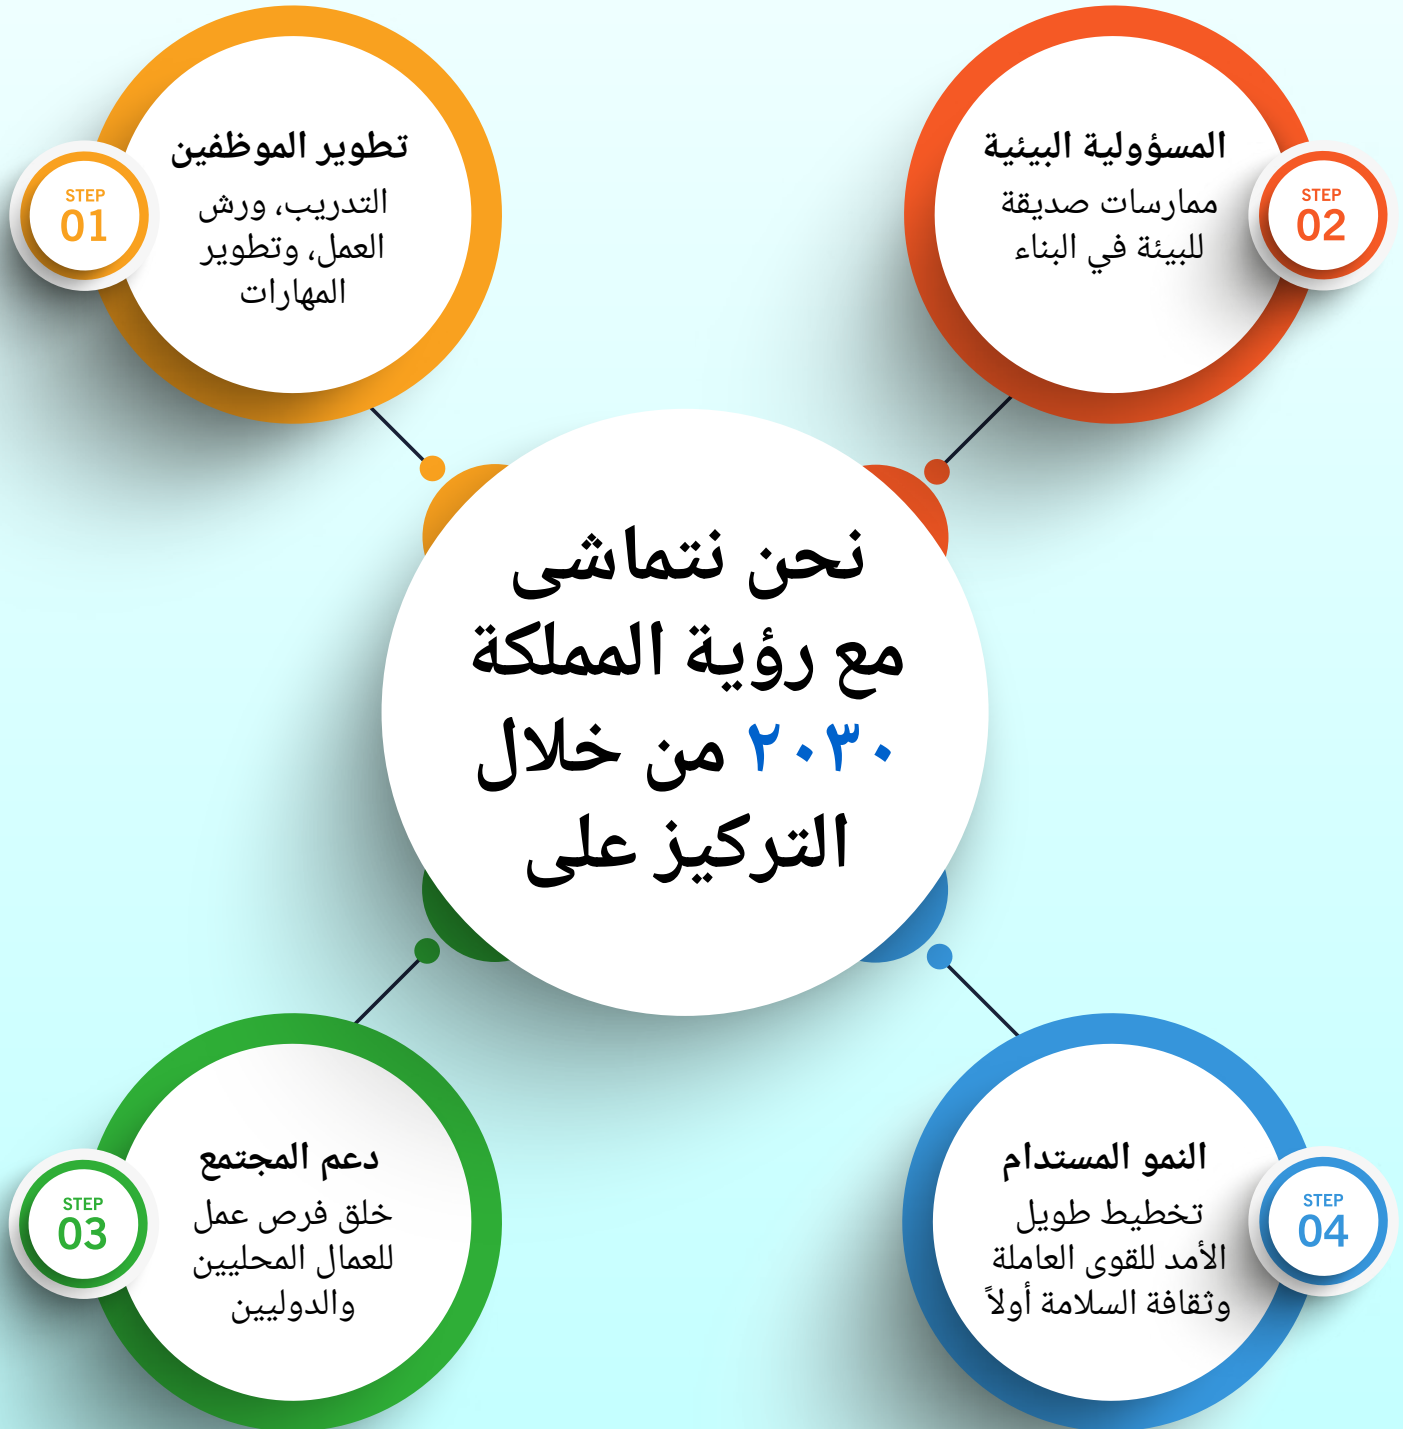 تطوير الموظفين
التدريب، ورش
العمل، وتطوير
المهارات
STEP
01
المسؤولية البيئية
ممارسات صديقة
للبيئة في البناء
STEP
02
نحن نتماشى
مع رؤية المملكة
٢٠٣٠ من خلال
التركيز على
دعم المجتمع
خلق فرص عمل
للعمال المحليين
والدوليين
STEP
03
النمو المستدام
تخطيط طويل
الأمد للقوى العاملة
وثقافة السلامة أولاً
STEP
04